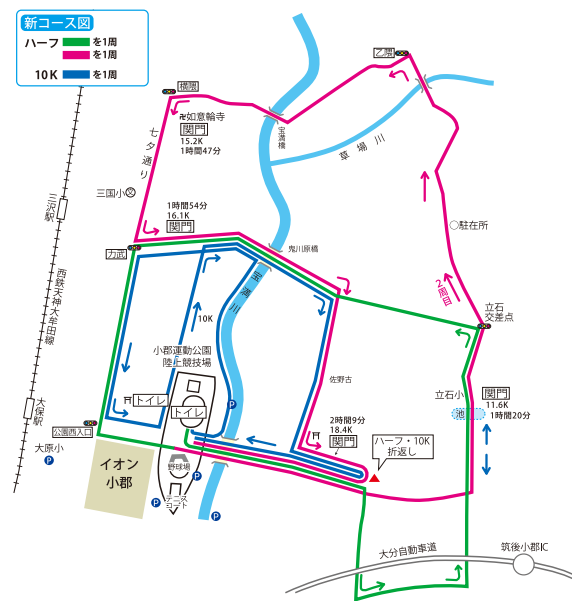 新コース図
ハーフ を1周
を1周
10K を1周
乙隈
横隈
卍如意輪寺
関門
15.2K
1時間47分
宝満橋
草場川
七夕通り
三国小 文
三沢駅
1時間54分
16.1K
関門
駐在所
力武
鬼川原橋
2周目
立石
交差点
宝満川
西鉄天神大牟田線
10K
小郡運動公園
陸上競技場
佐野古
立石小
関門
11.6K
1時間20分
池
トイレ
トイレ
P
大保駅
公園西入口
2時間9分
18.4K
関門
ハーフ・10K
折返し
大原小
P
イオン
小郡
野球場
P
テニス
コート
P
P
大分自動車道
筑後小郡IC